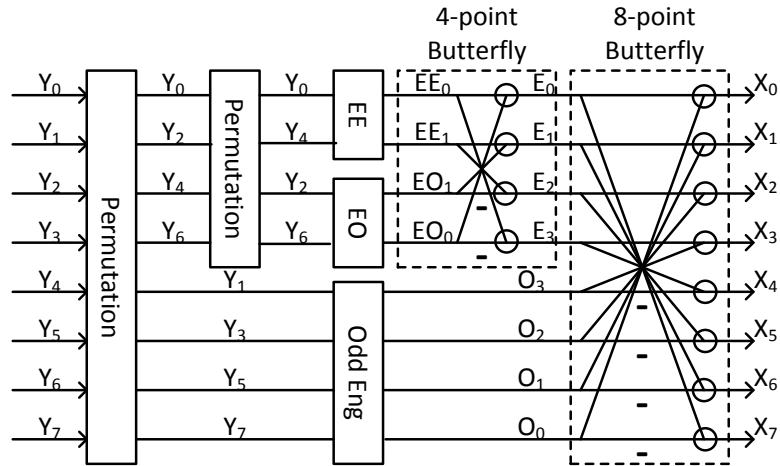 4-point 8-point
Butterfly Butterfly
Y0 Y0 Y0 EE0 E0 X0
Y1 Y2 Y4 EE EE1 E1 X1
Y2 Y4 Permutation Y2 EO1 E2 X2
-
Y3 Y6 Y6 EO EO0 E3 X3
-
Permutation
Y4 Y1 O3 X4
-
Y5 Y3 Odd Eng O2 X5
-
Y6 Y5 O1 X6
-
Y7 Y7 O0 X7
-